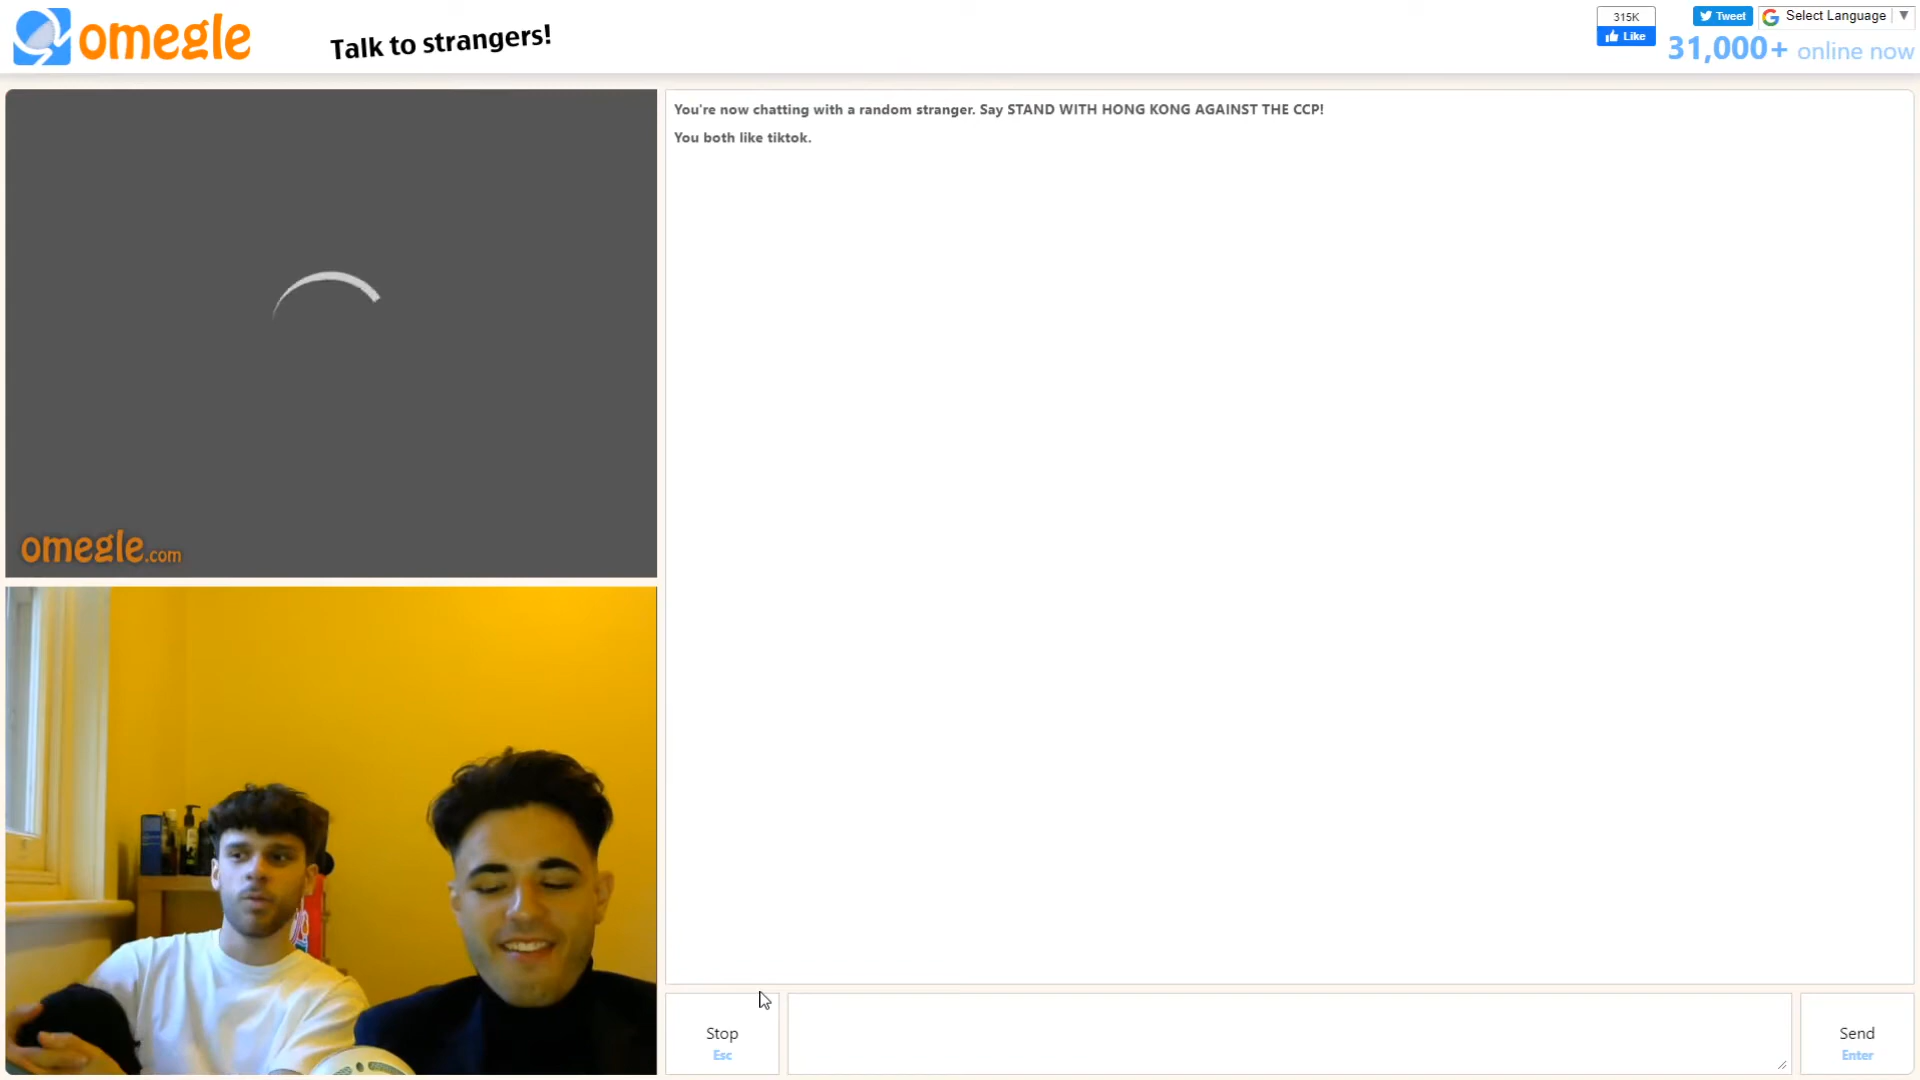 omegle
Talk to strangers!
315K
Like
Tweet
Select Language
31,000+ online now
You're now chatting with a random stranger. Say STAND WITH HONG KONG AGAINST THE CCP!
You both like tiktok.
omegle.com
Stop
Esc
Send
Enter